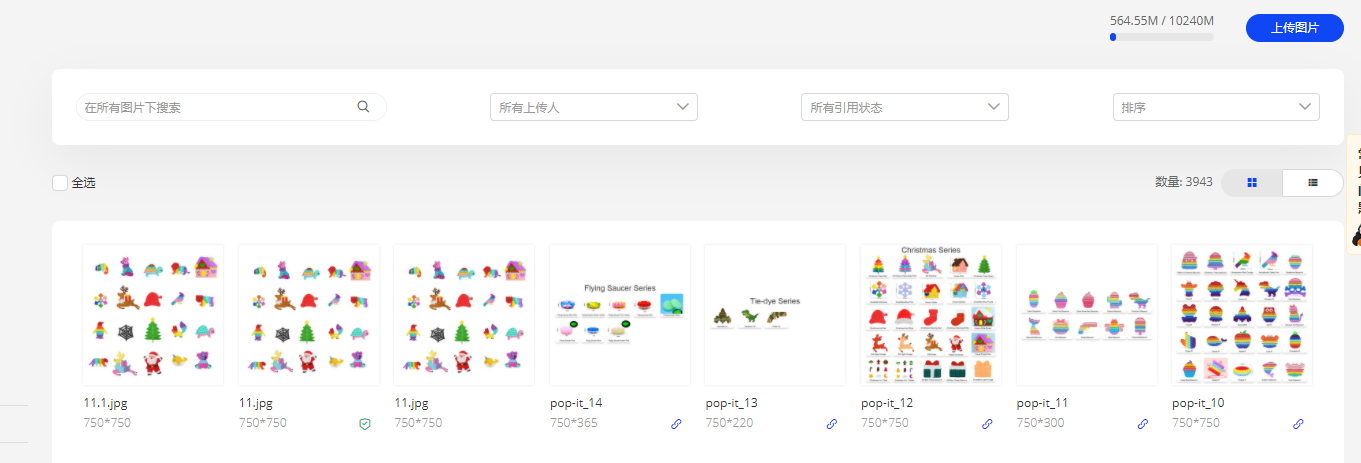 564.55M / 10240M
上传图片
在所有图片下搜索
所有上传人
所有引用状态
排序
全选
数量: 3943
Flying Saucer Series
Tie-dye Series
Christmas Series
11.1.jpg
11.jpg
11.jpg
pop-it_14
pop-it_13
pop-it_12
pop-it_11
pop-it_10
750*750
750*750
750*750
750*365
750*220
750*750
750*300
750*750